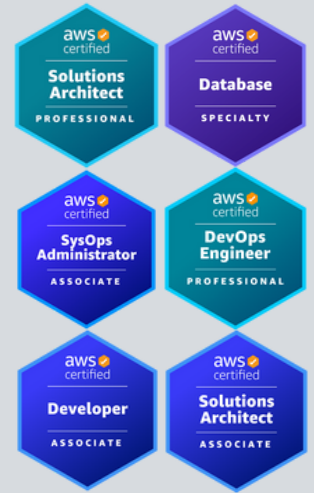 aws
certified
Solutions
Architect
PROFESSIONAL
aws
certified
Database
SPECIALTY
aws
certified
SysOps
Administrator
ASSOCIATE
aws
certified
DevOps
Engineer
PROFESSIONAL
aws
certified
Developer
ASSOCIATE
aws
certified
Solutions
Architect
ASSOCIATE